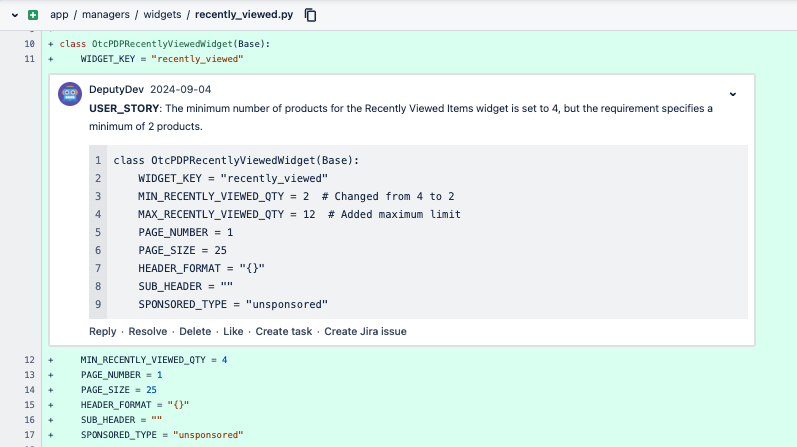 app / managers / widgets / recently_viewed.py
10 + class OtcPDPRecentlyViewedWidget(Base):
11 + WIDGET_KEY = "recently_viewed"
DeputyDev 2024-09-04
USER_STORY: The minimum number of products for the Recently Viewed Items widget is set to 4, but the requirement specifies a
minimum of 2 products.
1 class OtcPDPRecentlyViewedWidget(Base):
2 WIDGET_KEY = "recently_viewed"
3 MIN_RECENTLY_VIEWED_QTY = 2 # Changed from 4 to 2
4 MAX_RECENTLY_VIEWED_QTY = 12 # Added maximum limit
5 PAGE_NUMBER = 1
6 PAGE_SIZE = 25
7 HEADER_FORMAT = "{}"
8 SUB_HEADER = ""
9 SPONSORED_TYPE = "unsponsored"
Reply · Resolve · Delete · Like · Create task · Create Jira issue
12 + MIN_RECENTLY_VIEWED_QTY = 4
13 + PAGE_NUMBER = 1
14 + PAGE_SIZE = 25
15 + HEADER_FORMAT = "{}"
16 + SUB_HEADER = ""
17 + SPONSORED_TYPE = "unsponsored"